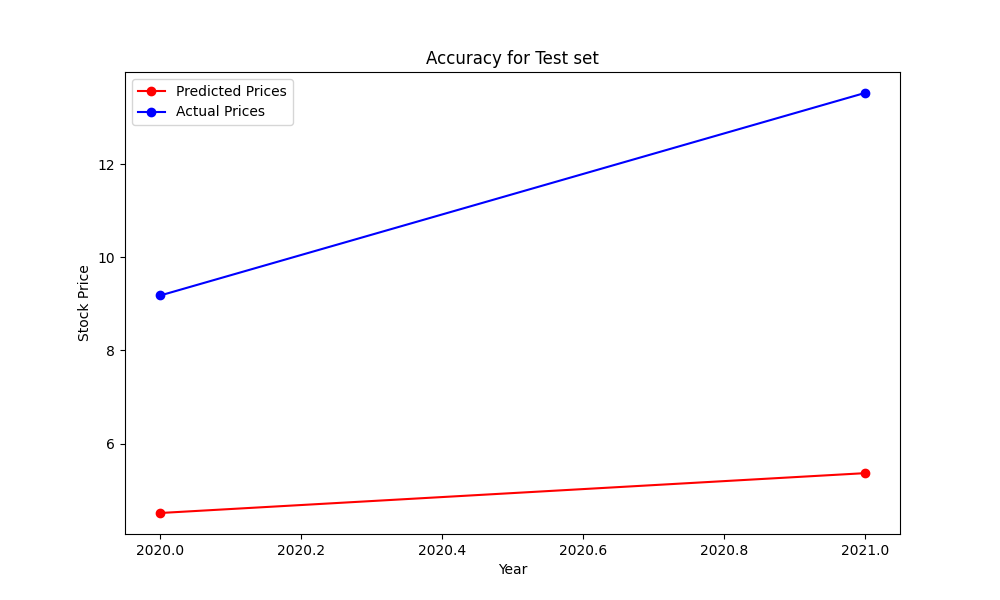 Accuracy for Test set
Predicted Prices
Actual Prices
12
10
8
6
Stock Price
2020.0 2020.2 2020.4 2020.6 2020.8 2021.0
Year